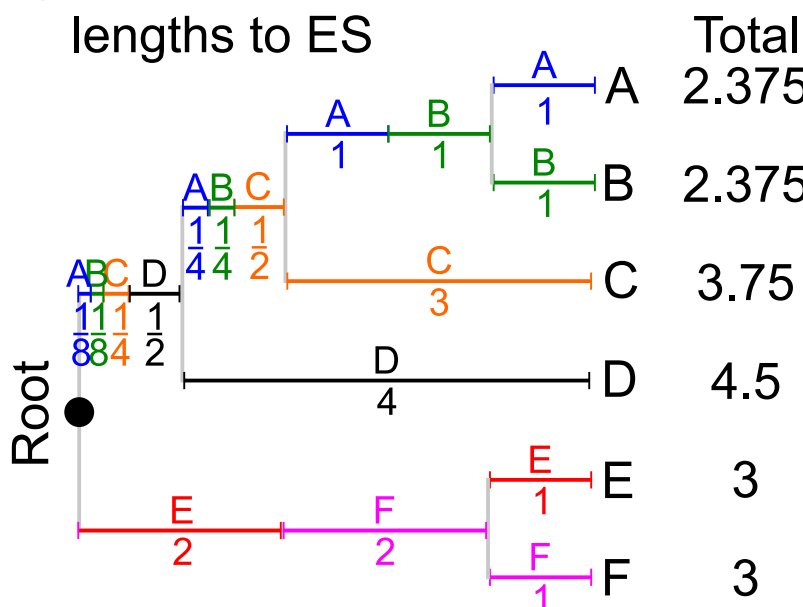 lengths to ES
Total
A
1
A
2.375
A
1
B
1
B
1
B
2.375
A
1/4
B
1/4
C
1/2
C
3
C
3.75
A
1/8
B
1/8
C
1/4
D
1/2
D
4
D
4.5
Root
E
1
E
3
E
2
F
2
F
1
F
3